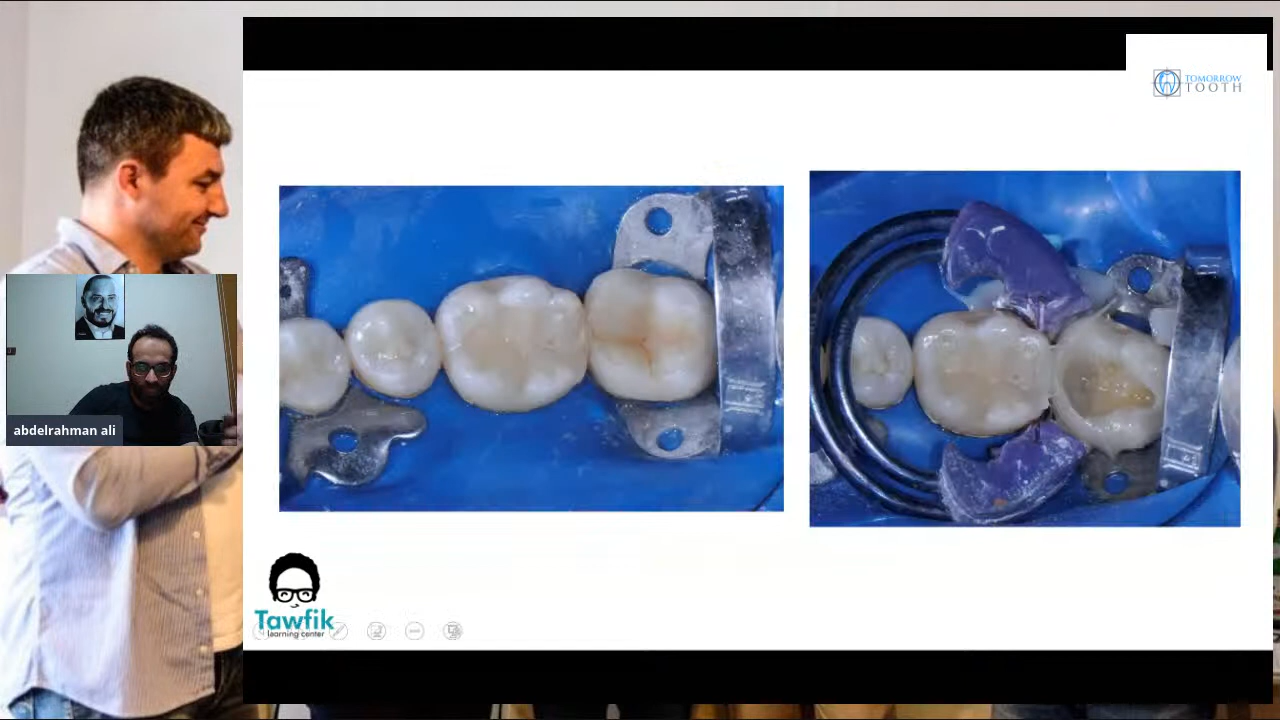 TOMORROW
TOOTH
abdelrahman ali
Tawfik
learning center